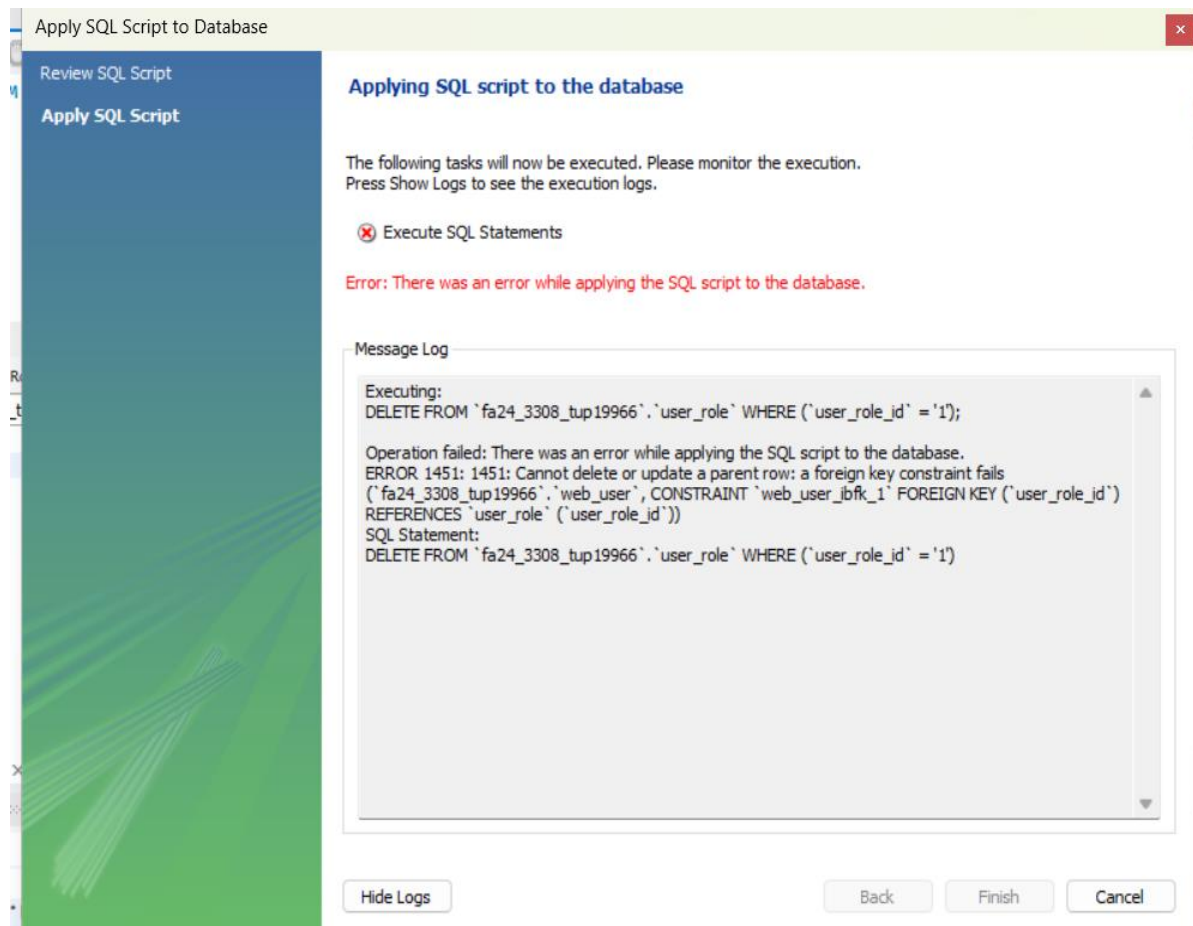 Apply SQL Script to Database
Review SQL Script
Apply SQL Script
Applying SQL script to the database
The following tasks will now be executed. Please monitor the execution.
Press Show Logs to see the execution logs.
Execute SQL Statements
Error: There was an error while applying the SQL script to the database.
Message Log
Executing:
DELETE FROM `fa24_3308_tup19966`.`user_role` WHERE (`user_role_id` = '1');
Operation failed: There was an error while applying the SQL script to the database.
ERROR 1451: 1451: Cannot delete or update a parent row: a foreign key constraint fails
(`fa24_3308_tup19966`.`web_user`, CONSTRAINT `web_user_ibfk_1` FOREIGN KEY (`user_role_id`)
REFERENCES `user_role` (`user_role_id`))
SQL Statement:
DELETE FROM `fa24_3308_tup19966`.`user_role` WHERE (`user_role_id` = '1')
Hide Logs
Back
Finish
Cancel